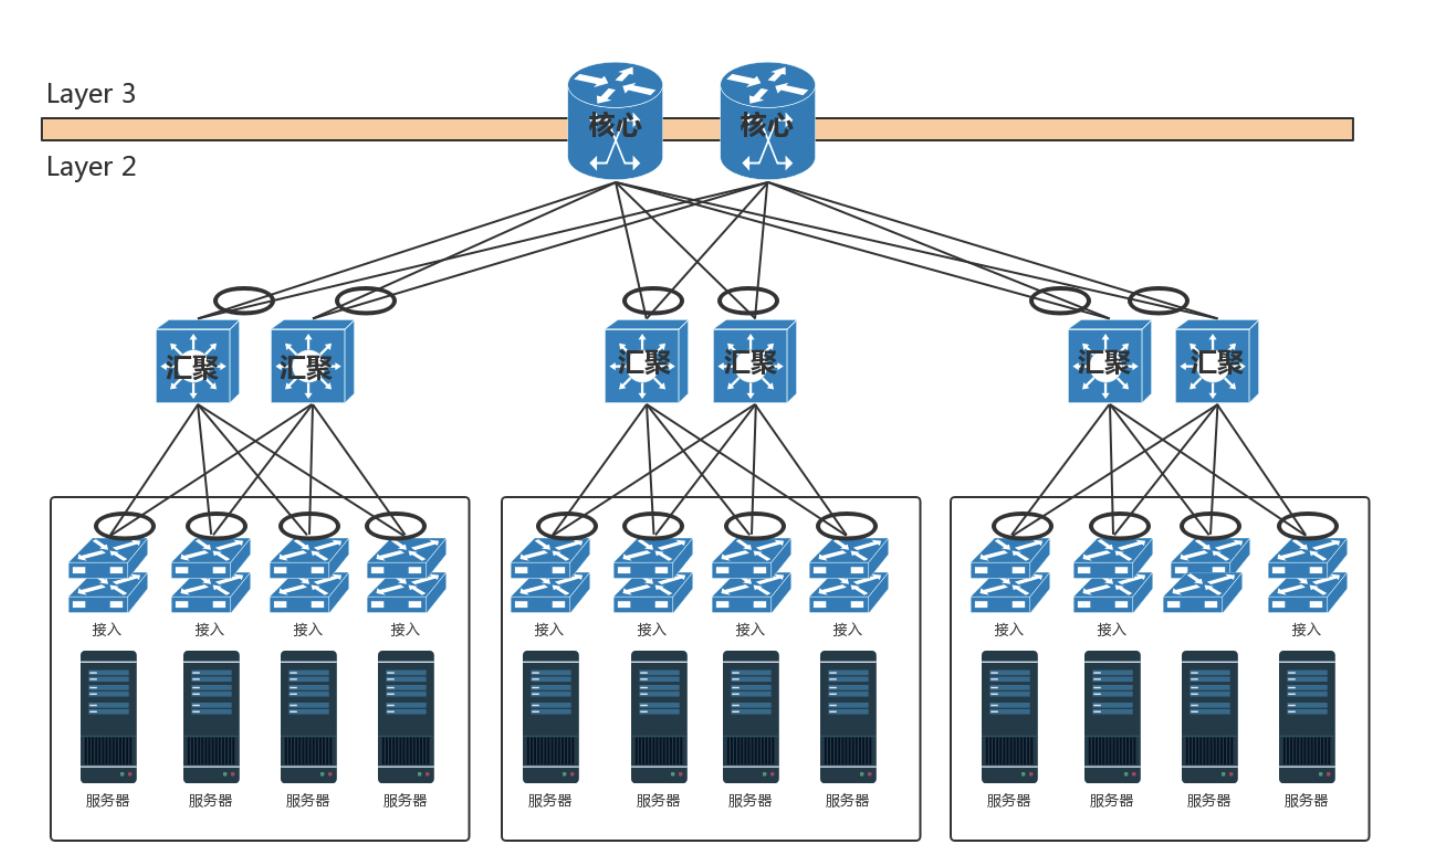 Layer 3
核心 核心
Layer 2
汇聚 汇聚 汇聚 汇聚 汇聚 汇聚
接入 接入 接入 接入 接入 接入 接入 接入 接入 接入 接入
服务器 服务器 服务器 服务器 服务器 服务器 服务器 服务器 服务器 服务器 服务器 服务器